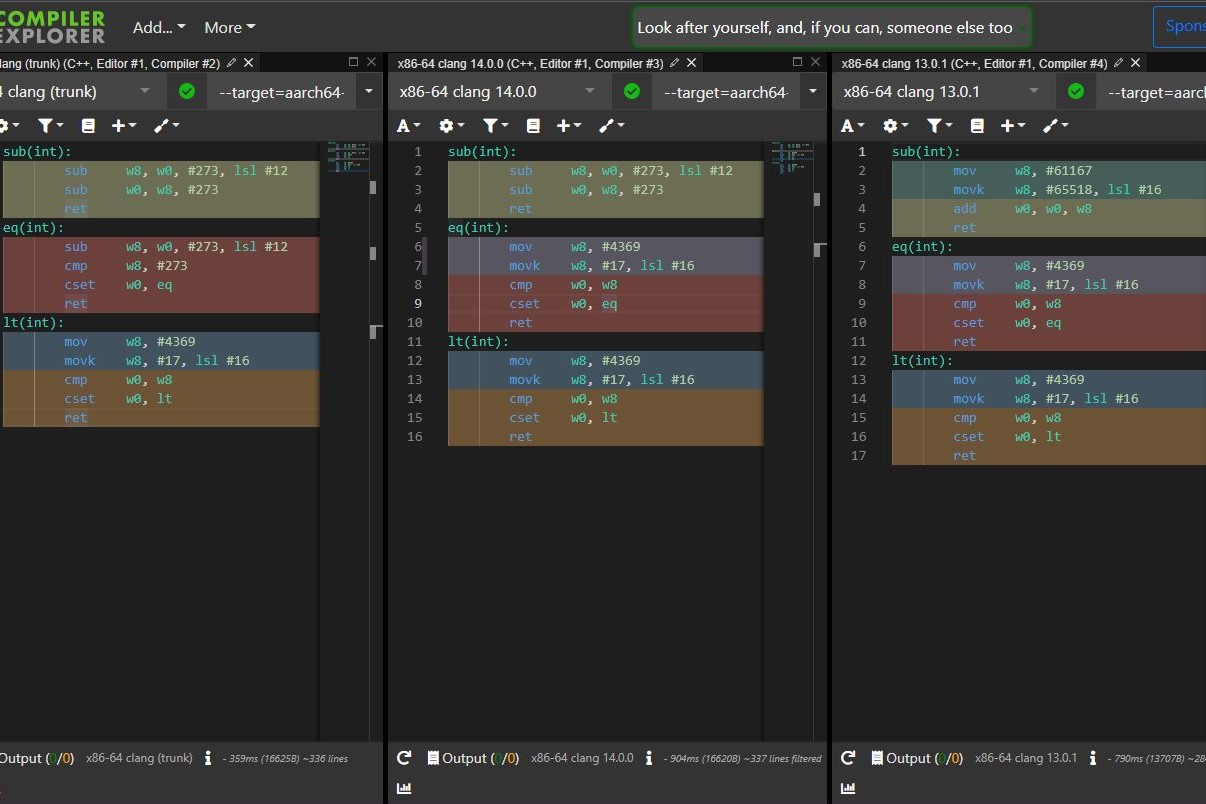 COMPILER
EXPLORER
Add...
More
Look after yourself, and, if you can, someone else too
Spons
lang (trunk) (C++, Editor #1, Compiler #2)
4 clang (trunk)
--target=aarch64-
sub(int):
sub w8, w0, #273, lsl #12
sub w0, w8, #273
ret
eq(int):
sub w8, w0, #273, lsl #12
cmp w8, #273
cset w0, eq
ret
lt(int):
mov w8, #4369
movk w8, #17, lsl #16
cmp w0, w8
cset w0, lt
ret
Output (0/0) x86-64 clang (trunk) i - 359ms (16625B) ~336 lines
x86-64 clang 14.0.0 (C++, Editor #1, Compiler #3)
x86-64 clang 14.0.0
--target=aarch64-
A
1 sub(int):
2 sub w8, w0, #273, lsl #12
3 sub w0, w8, #273
4 ret
5 eq(int):
6 mov w8, #4369
7 movk w8, #17, lsl #16
8 cmp w0, w8
9 cset w0, eq
10 ret
11 lt(int):
12 mov w8, #4369
13 movk w8, #17, lsl #16
14 cmp w0, w8
15 cset w0, lt
16 ret
Output (0/0) x86-64 clang 14.0.0 i - 904ms (16620B) ~337 lines filtered
x86-64 clang 13.0.1 (C++, Editor #1, Compiler #4)
x86-64 clang 13.0.1
--target=aarc
A
1 sub(int):
2 mov w8, #61167
3 movk w8, #65518, lsl #16
4 add w0, w0, w8
5 ret
6 eq(int):
7 mov w8, #4369
8 movk w8, #17, lsl #16
9 cmp w0, w8
10 cset w0, eq
11 ret
12 lt(int):
13 mov w8, #4369
14 movk w8, #17, lsl #16
15 cmp w0, w8
16 cset w0, lt
17 ret
Output (0/0) x86-64 clang 13.0.1 i - 790ms (13707B) ~28